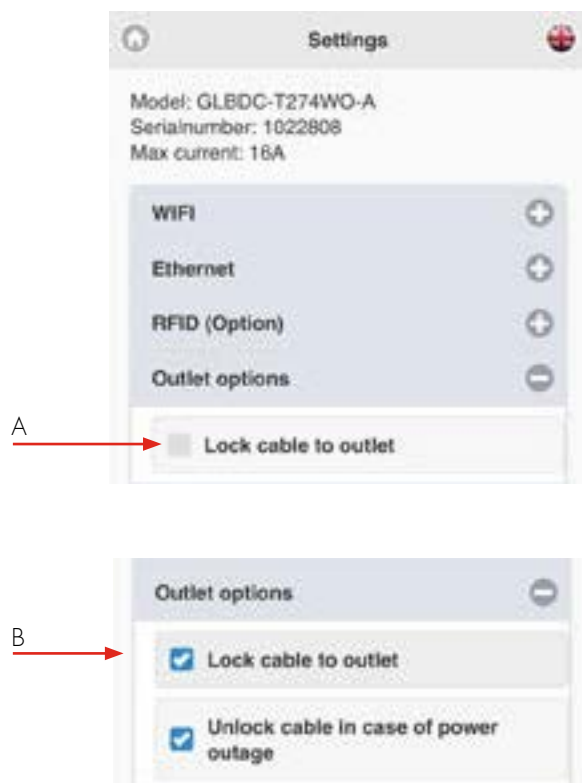 Settings
Model: GLBDC-T274WO-A
Serialnumber: 1022808
Max current: 16A
WIFI
Ethernet
RFID (Option)
Outlet options
A
Lock cable to outlet
Outlet options
B
Lock cable to outlet
Unlock cable in case of power
outage